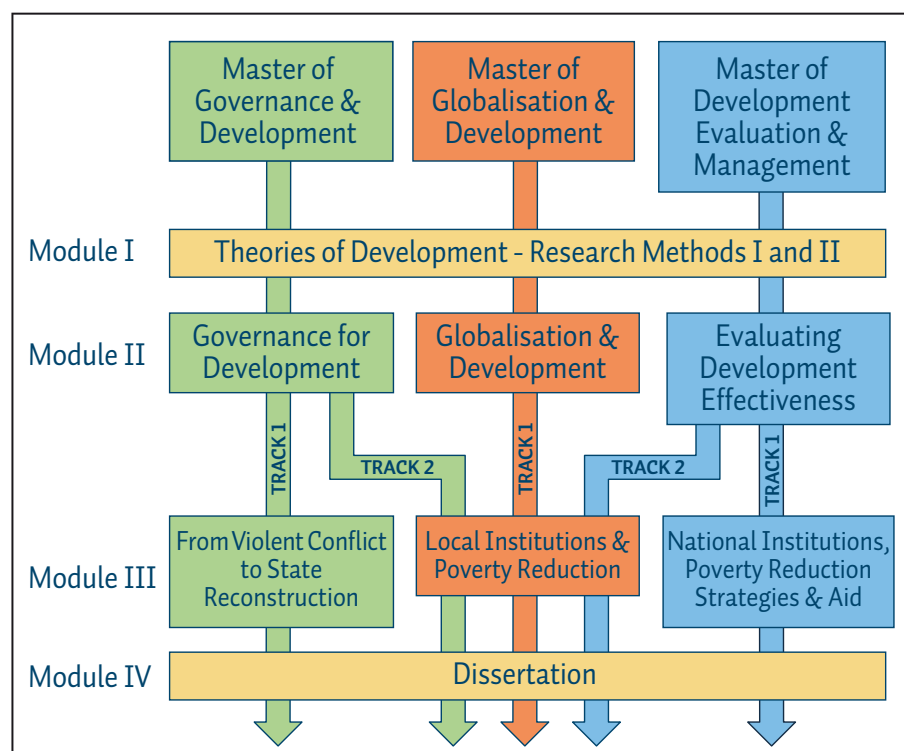 Master of
Governance &
Development
Master of
Globalisation &
Development
Master of
Development
Evaluation &
Management
Module I
Theories of Development - Research Methods I and II
Module II
Governance for
Development
Globalisation &
Development
Evaluating
Development
Effectiveness
TRACK 1
TRACK 2
TRACK 1
TRACK 2
TRACK 1
Module III
From Violent Conflict
to State
Reconstruction
Local Institutions &
Poverty Reduction
National Institutions,
Poverty Reduction
Strategies & Aid
Module IV
Dissertation